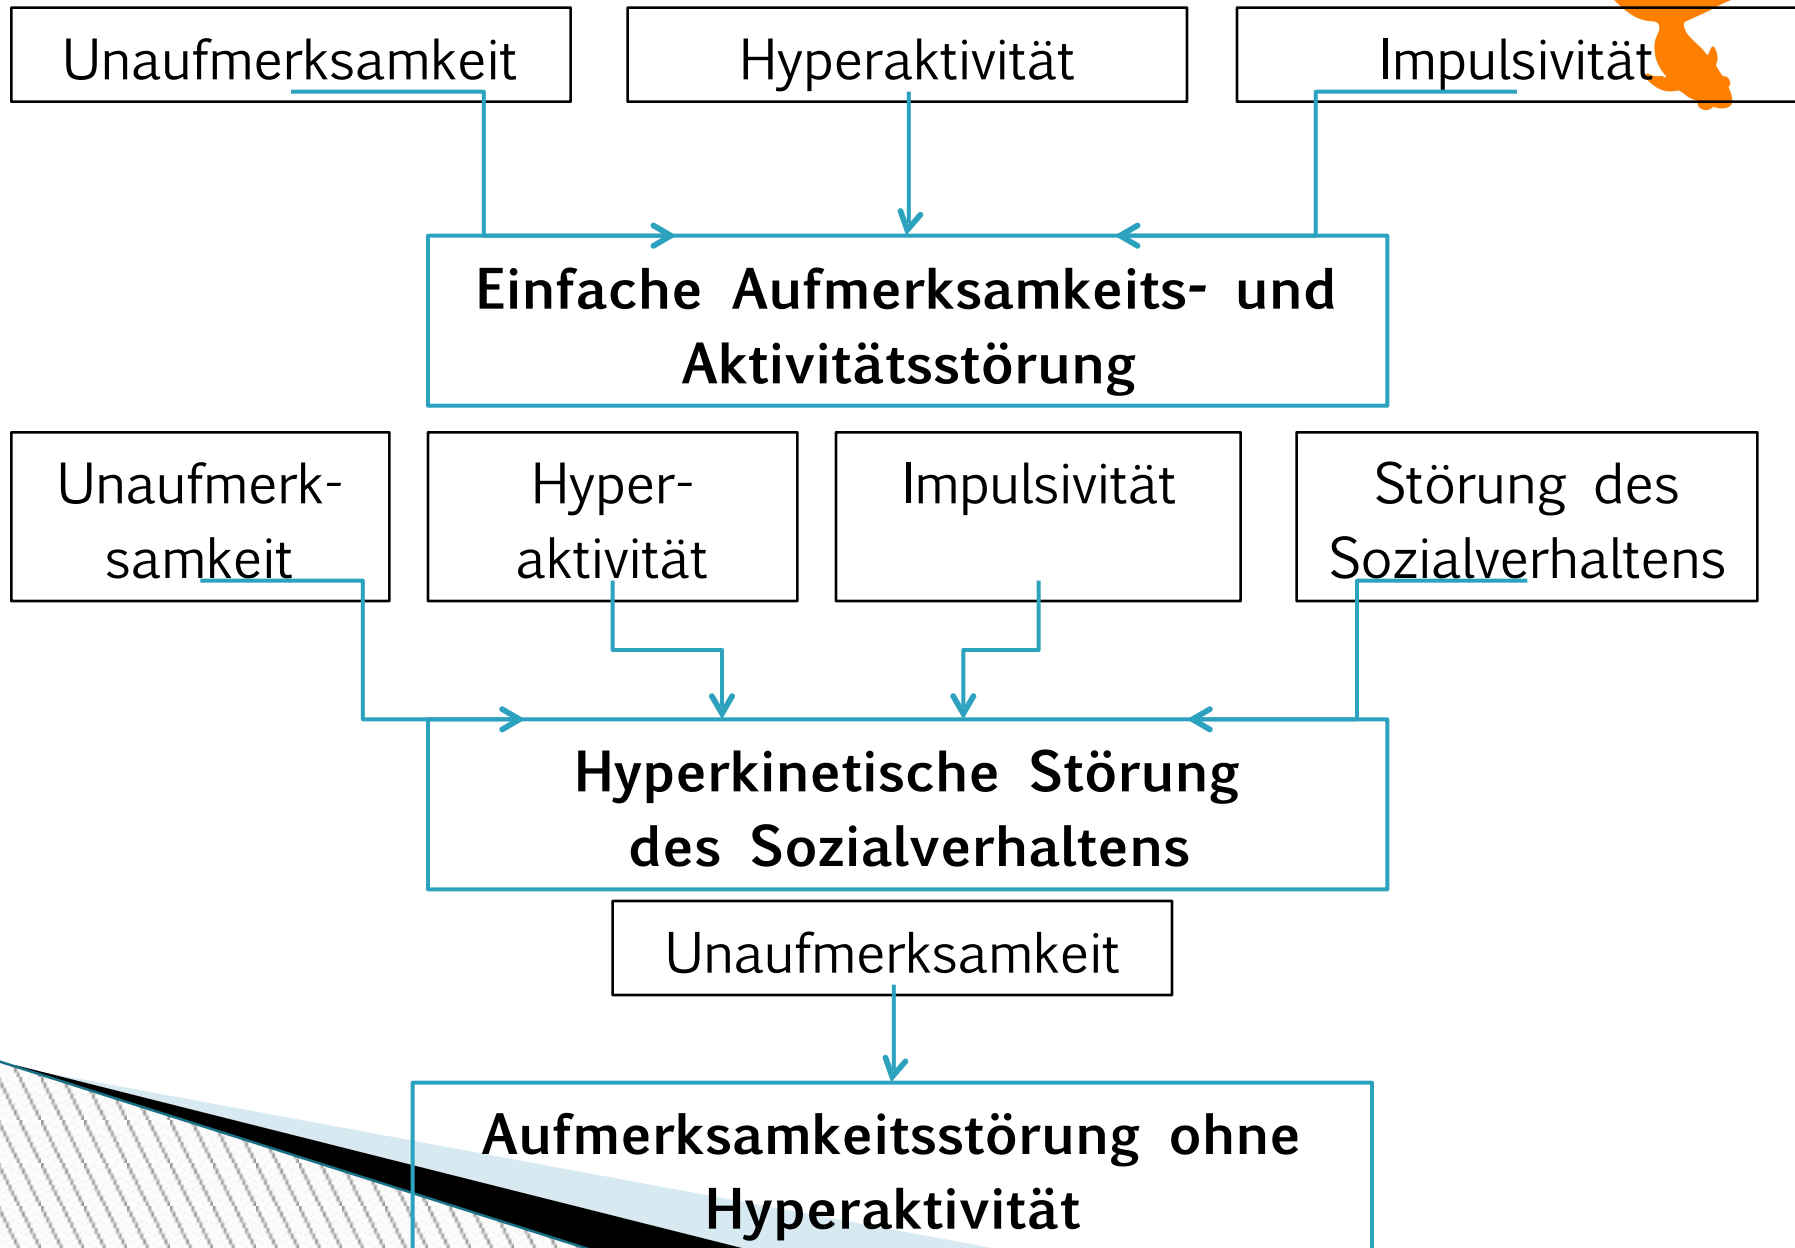 Unaufmerksamkeit
Hyperaktivität
Impulsivität
Einfache Aufmerksamkeits- und
Aktivitätsstörung
Unaufmerk-
samkeit
Hyper-
aktivität
Impulsivität
Störung des
Sozialverhaltens
Hyperkinetische Störung
des Sozialverhaltens
Unaufmerksamkeit
Aufmerksamkeitsstörung ohne
Hyperaktivität